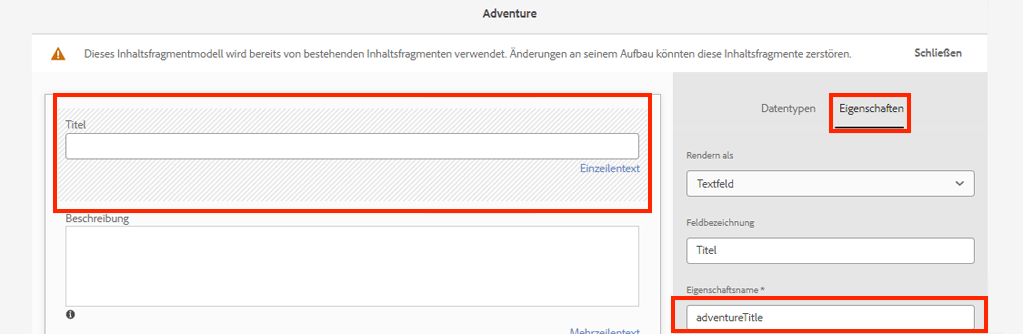 Adventure
Dieses Inhaltsfragmentmodell wird bereits von bestehenden Inhaltsfragmenten verwendet. Änderungen an seinem Aufbau könnten diese Inhaltsfragmente zerstören.
Schließen
Titel
Einzeilentext
Beschreibung
Mehrzeilentext
Datentypen
Eigenschaften
Rendern als
Textfeld
Feldbezeichnung
Titel
Eigenschaftsname *
adventureTitle